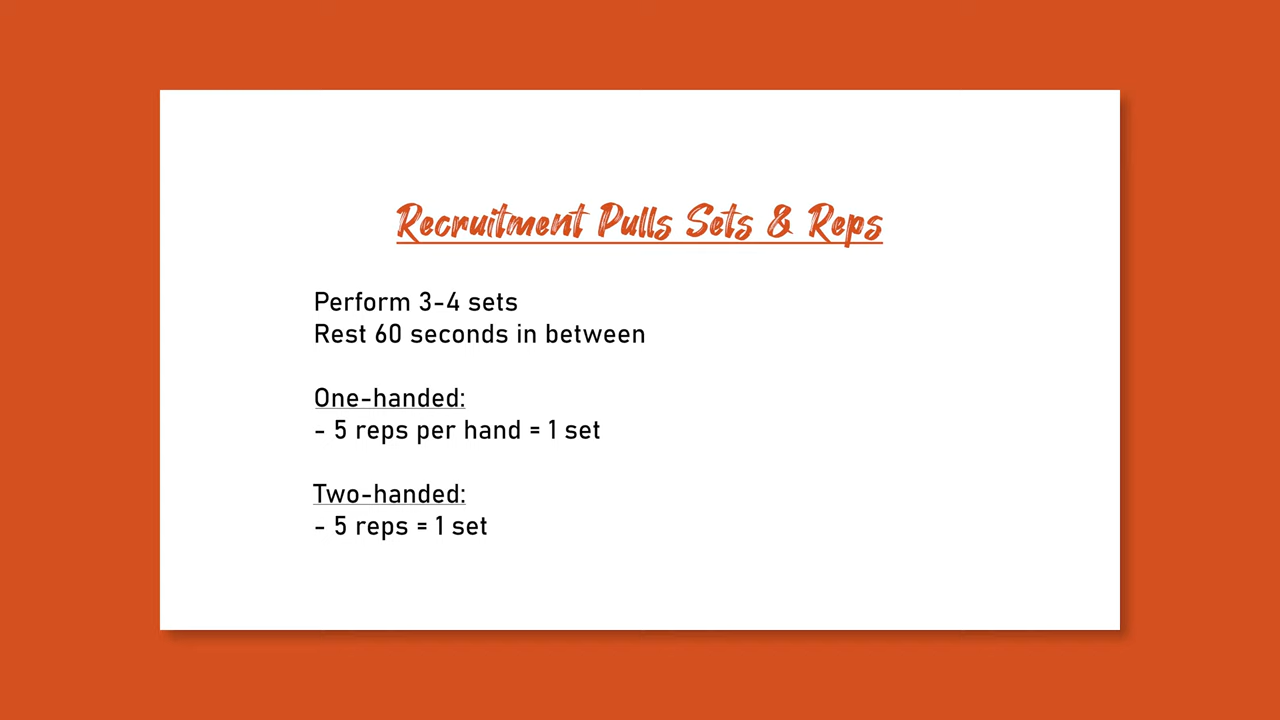 Recruitment Pulls Sets & Reps
Perform 3-4 sets
Rest 60 seconds in between
One-handed:
- 5 reps per hand = 1 set
Two-handed:
- 5 reps = 1 set